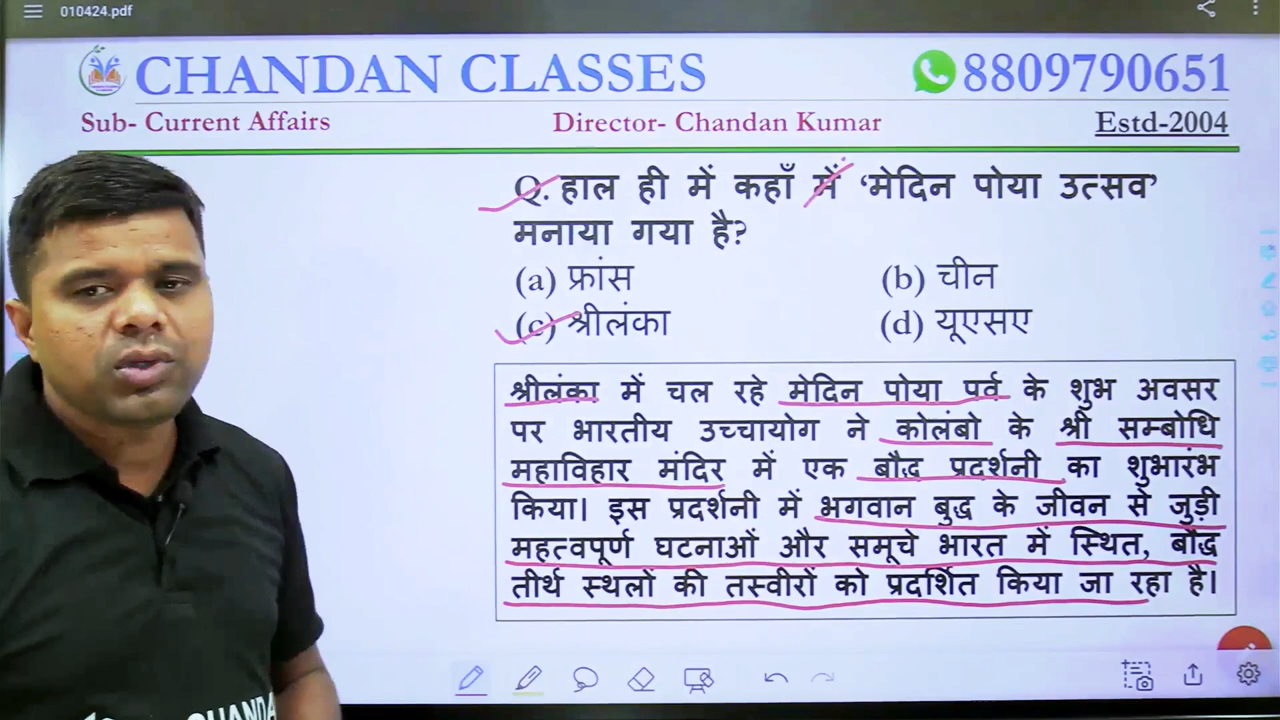 010424.pdf
CHANDAN CLASSES
8809790651
Sub- Current Affairs
Director- Chandan Kumar
Estd-2004
Q. हाल ही में कहाँ में ‘मेदिन पोया उत्सव’
मनाया गया है?
(a) फ्रांस
(b) चीन
(c) श्रीलंका
(d) यूएसए
श्रीलंका में चल रहे मेदिन पोया पर्व के शुभ अवसर
पर भारतीय उच्चायोग ने कोलंबो के श्री सम्बोधि
महाविहार मंदिर में एक बौद्ध प्रदर्शनी का शुभारंभ
किया। इस प्रदर्शनी में भगवान बुद्ध के जीवन से जुड़ी
महत्वपूर्ण घटनाओं और समूचे भारत में स्थित, बौद्ध
तीर्थ स्थलों की तस्वीरों को प्रदर्शित किया जा रहा है।